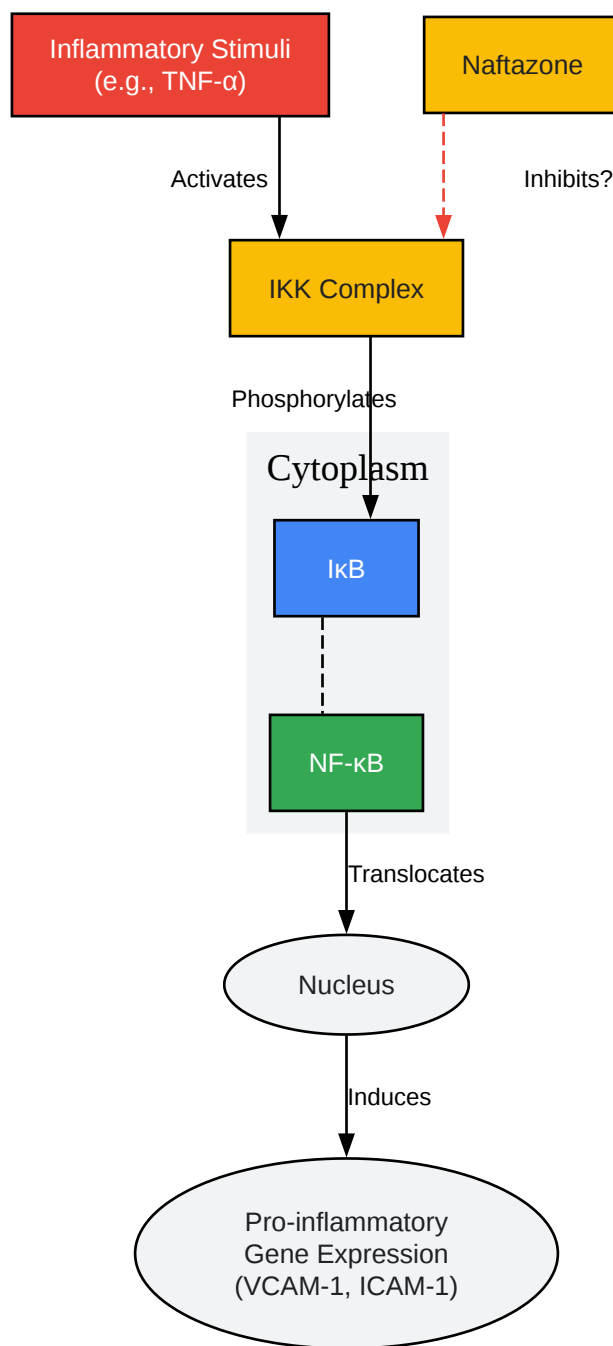 Inflammatory Stimuli
(e.g., TNF-α)
Naftazone
Activates
Inhibits?
IKK Complex
Phosphorylates
Cytoplasm
IκB
NF-κB
Translocates
Nucleus
Induces
Pro-inflammatory
Gene Expression
(VCAM-1, ICAM-1)